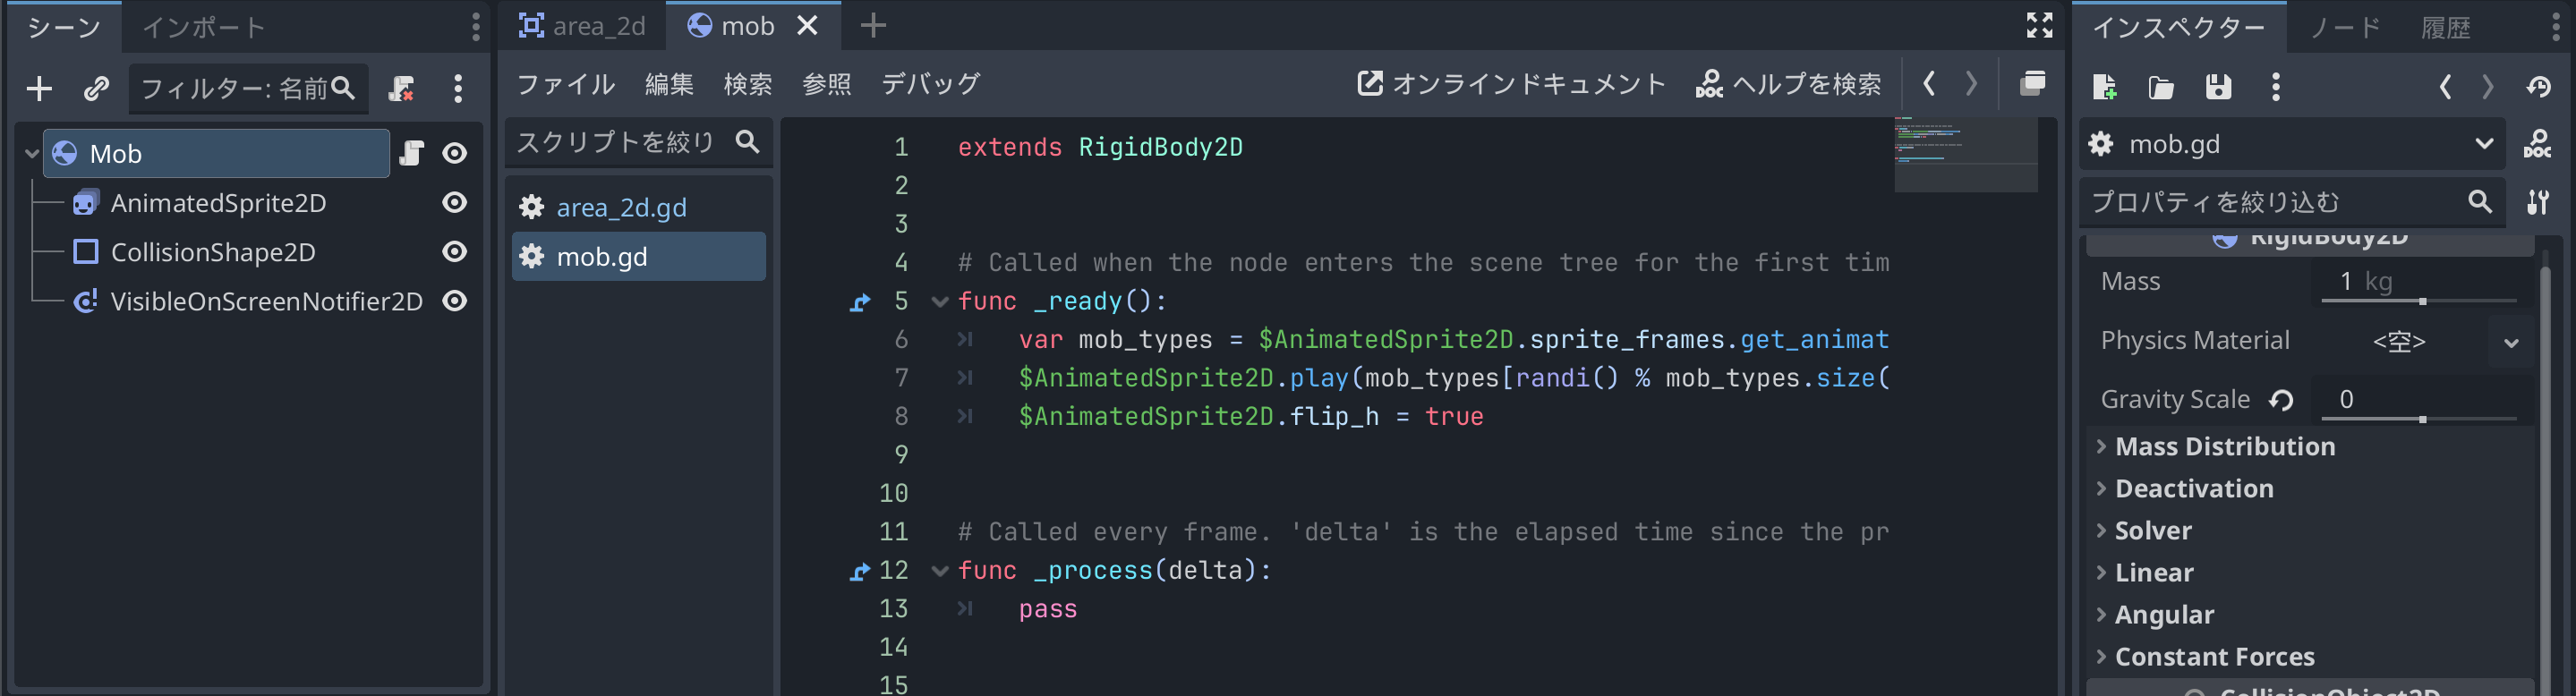 シーン
インポート
フィルター: 名前
Mob
AnimatedSprite2D
CollisionShape2D
VisibleOnScreenNotifier2D
area_2d
mob
ファイル 編集 検索 参照 デバッグ
オンラインドキュメント
ヘルプを検索
スクリプトを絞り
area_2d.gd
mob.gd
1 extends RigidBody2D
2
3
4 # Called when the node enters the scene tree for the first tim
5 func _ready():
6 var mob_types = $AnimatedSprite2D.sprite_frames.get_animat
7 $AnimatedSprite2D.play(mob_types[randi() % mob_types.size(
8 $AnimatedSprite2D.flip_h = true
9
10
11 # Called every frame. 'delta' is the elapsed time since the pr
12 func _process(delta):
13 pass
14
15
インスペクター
ノード
履歴
mob.gd
DOC
プロパティを絞り込む
RigidBody2D
Mass 1 kg
Physics Material <空>
Gravity Scale 0
Mass Distribution
Deactivation
Solver
Linear
Angular
Constant Forces
CollisionObject2D